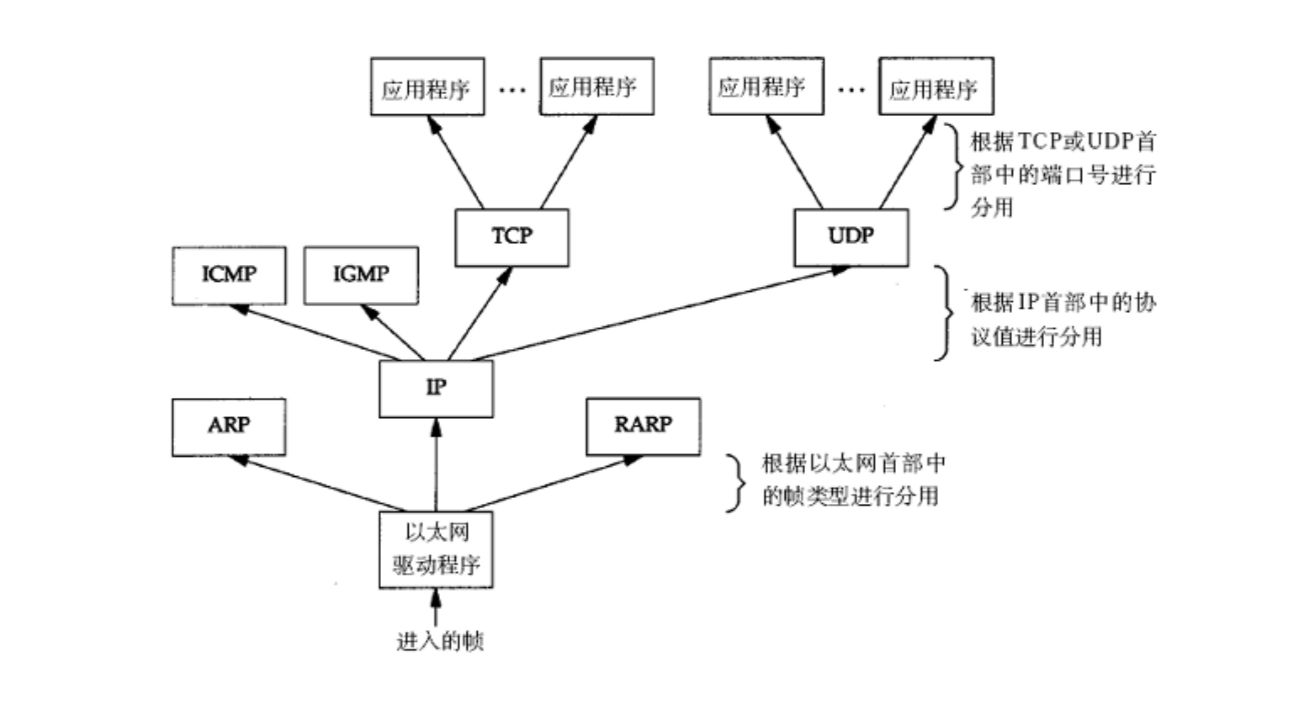 应用程序 … 应用程序 应用程序 … 应用程序
根据TCP或UDP首
部中的端口号进行
分用
TCP UDP
ICMP IGMP
根据IP首部中的协
议值进行分用
IP
ARP RARP
根据以太网首部中
的帧类型进行分用
以太网
驱动程序
进入的帧